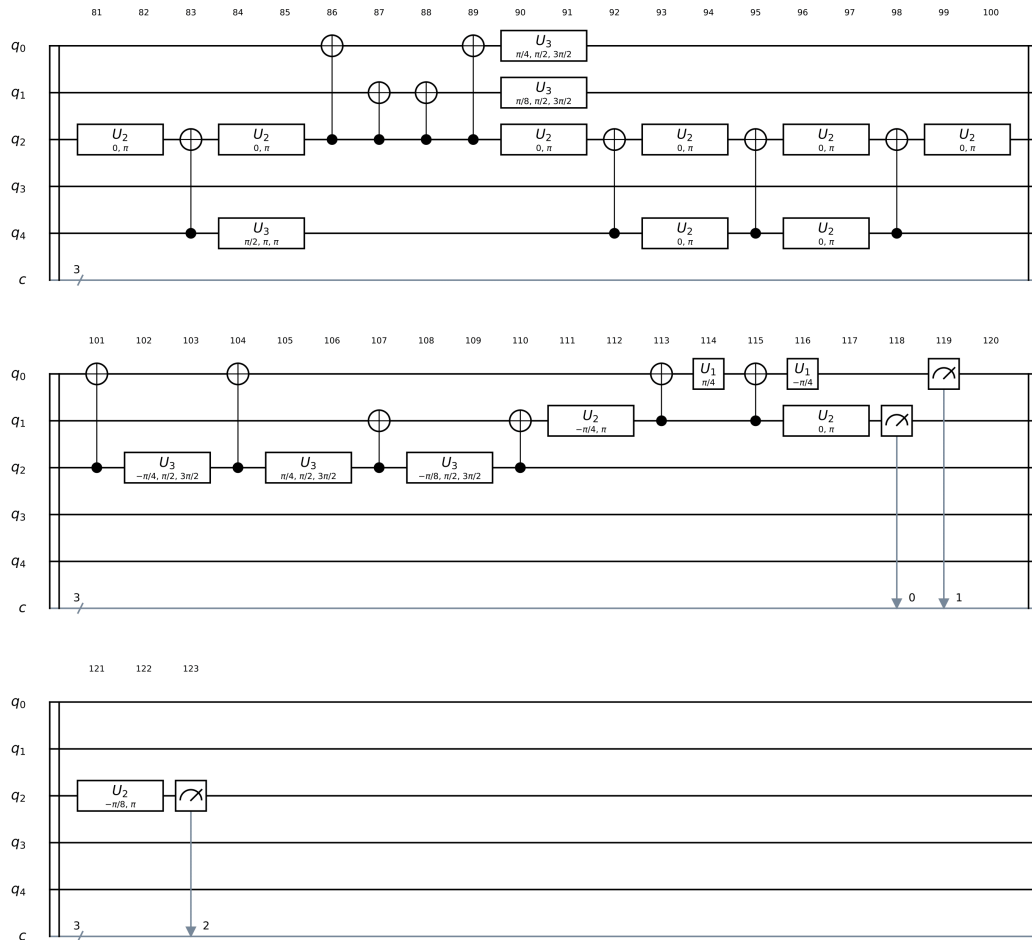 81 82 83 84 85 86 87 88 89 90 91 92 93 94 95 96 97 98 99 100
q0 U3
π/4, π/2, 3π/2
q1 U3
π/8, π/2, 3π/2
q2 U2 U2 U2 U2 U2 U2
0, π 0, π 0, π 0, π 0, π 0, π
q3
q4 U3 U2 U2
π/2, π, π 0, π 0, π
3
c
101 102 103 104 105 106 107 108 109 110 111 112 113 114 115 116 117 118 119 120
q0 U1 U1
π/4 −π/4
q1 U2 U2
−π/4, π 0, π
q2 U3 U3 U3
−π/4, π/2, 3π/2 π/4, π/2, 3π/2 −π/8, π/2, 3π/2
q3
q4
3 0 1
c
121 122 123
q0
q1
q2 U2
−π/8, π
q3
q4
3 2
c